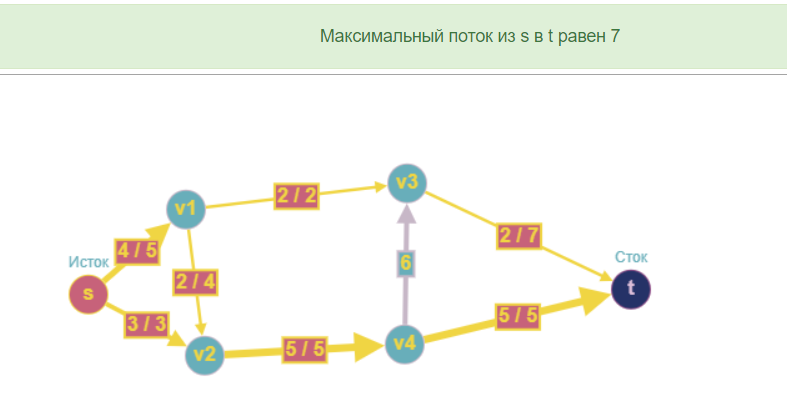 Максимальный поток из s в t равен 7
v1
2 / 2
v3
4 / 5
Исток
s
2 / 4
6
2 / 7
Сток
t
3 / 3
v2
5 / 5
v4
5 / 5